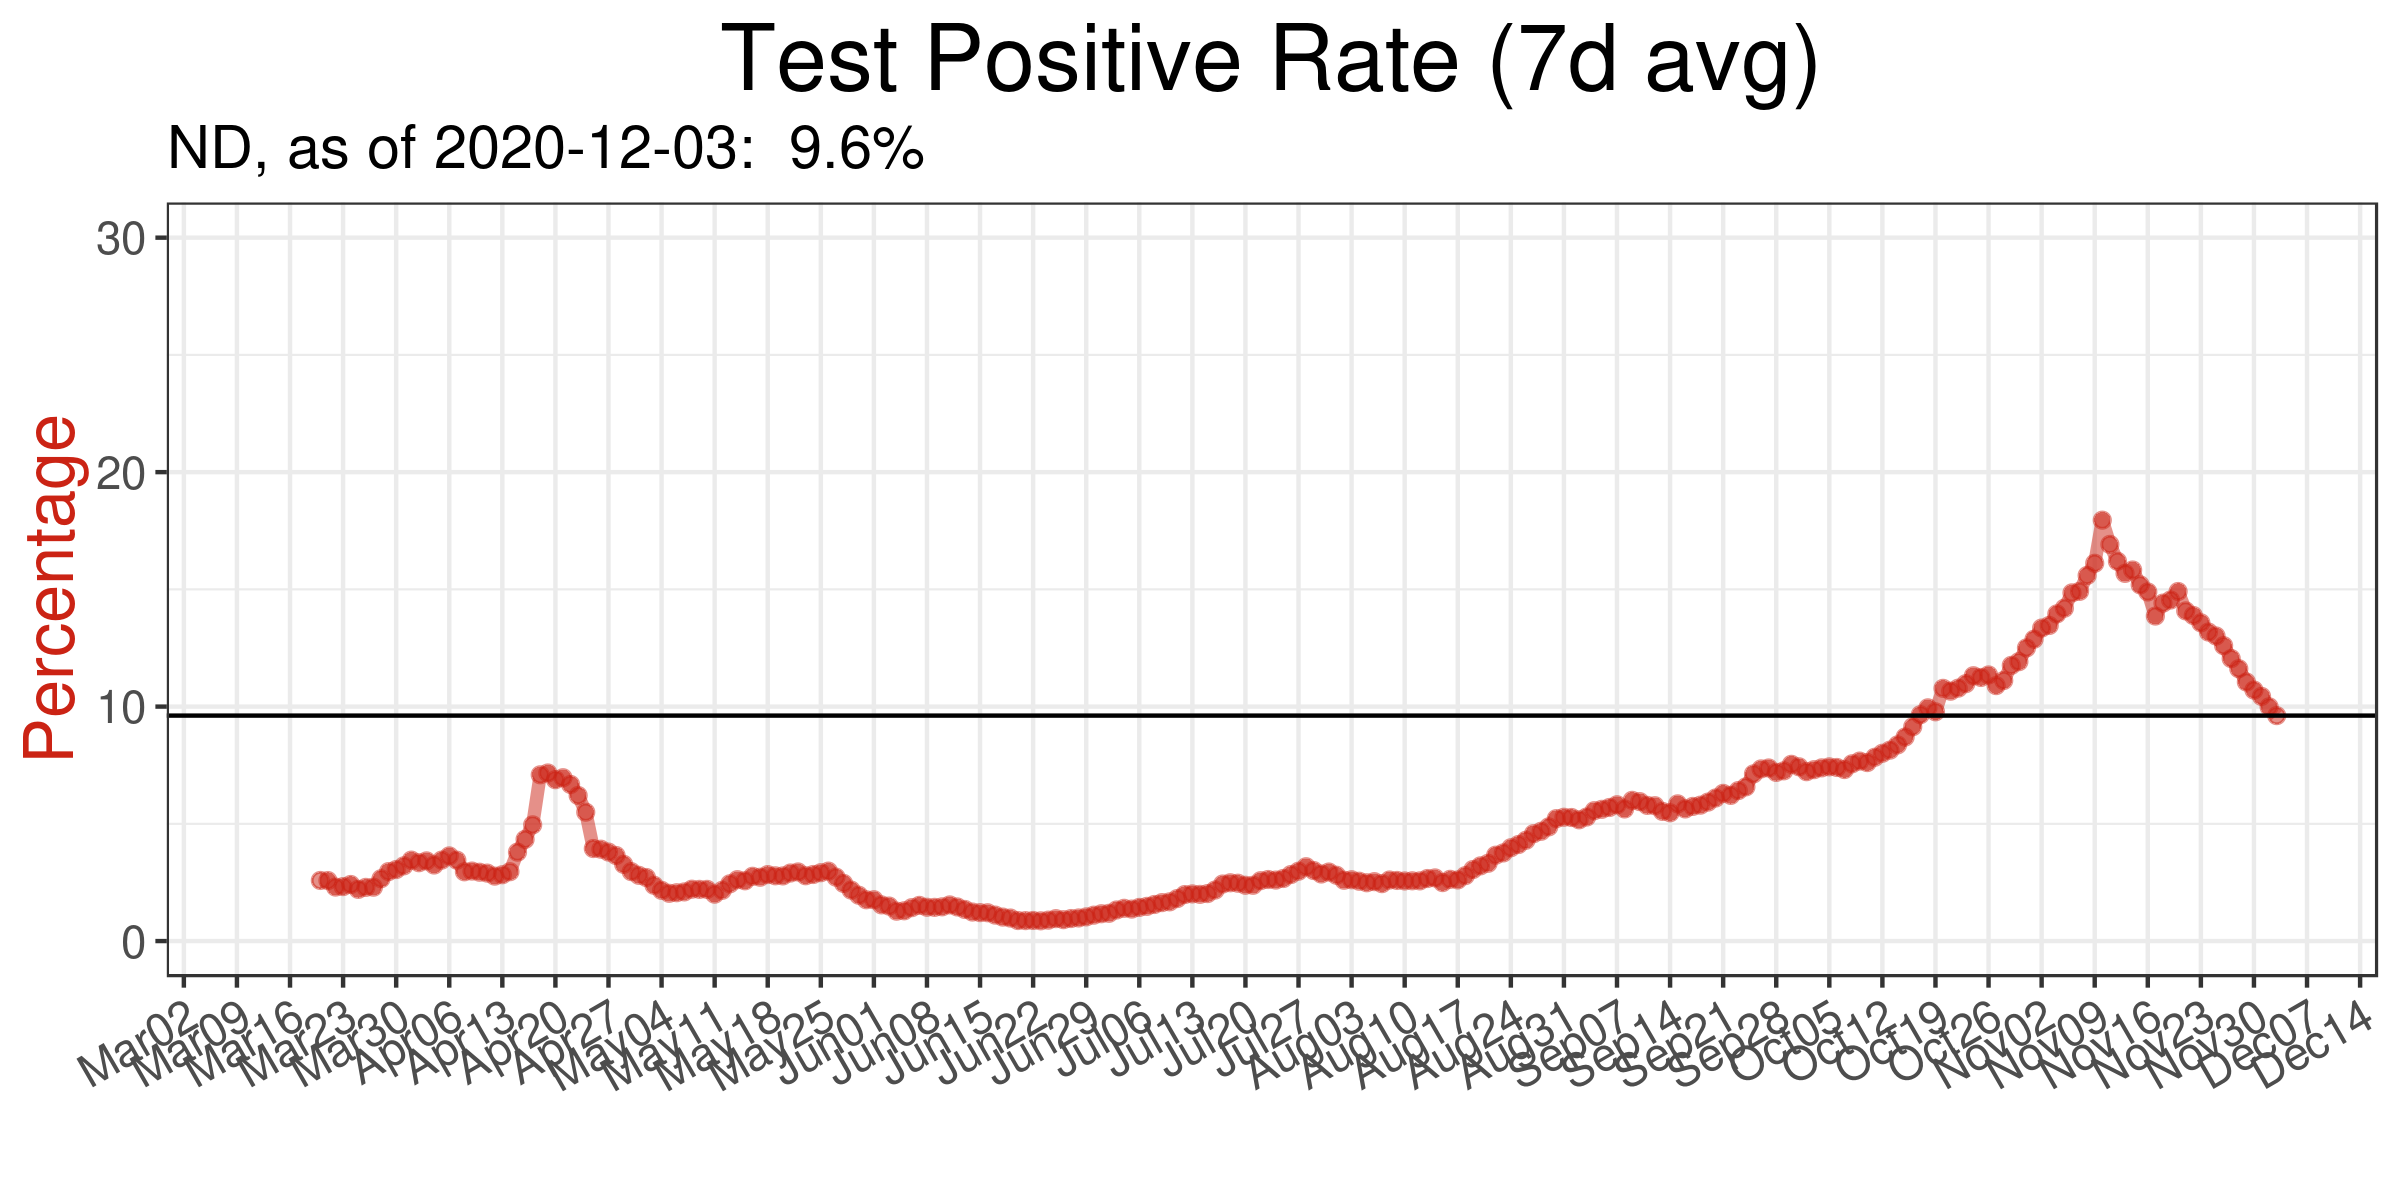 Test Positive Rate (7d avg)
ND, as of 2020-12-03:  9.6%
Percentage
30
20
10
0
Mar02
Mar09
Mar16
Mar23
Mar30
Apr06
Apr13
Apr20
Apr27
May04
May11
May18
May25
Jun01
Jun08
Jun15
Jun22
Jun29
Jul06
Jul13
Jul20
Jul27
Aug03
Aug10
Aug17
Aug24
Aug31
Sep07
Sep14
Sep21
Sep28
Oct05
Oct12
Oct19
Oct26
Nov02
Nov09
Nov16
Nov23
Nov30
Dec07
Dec14